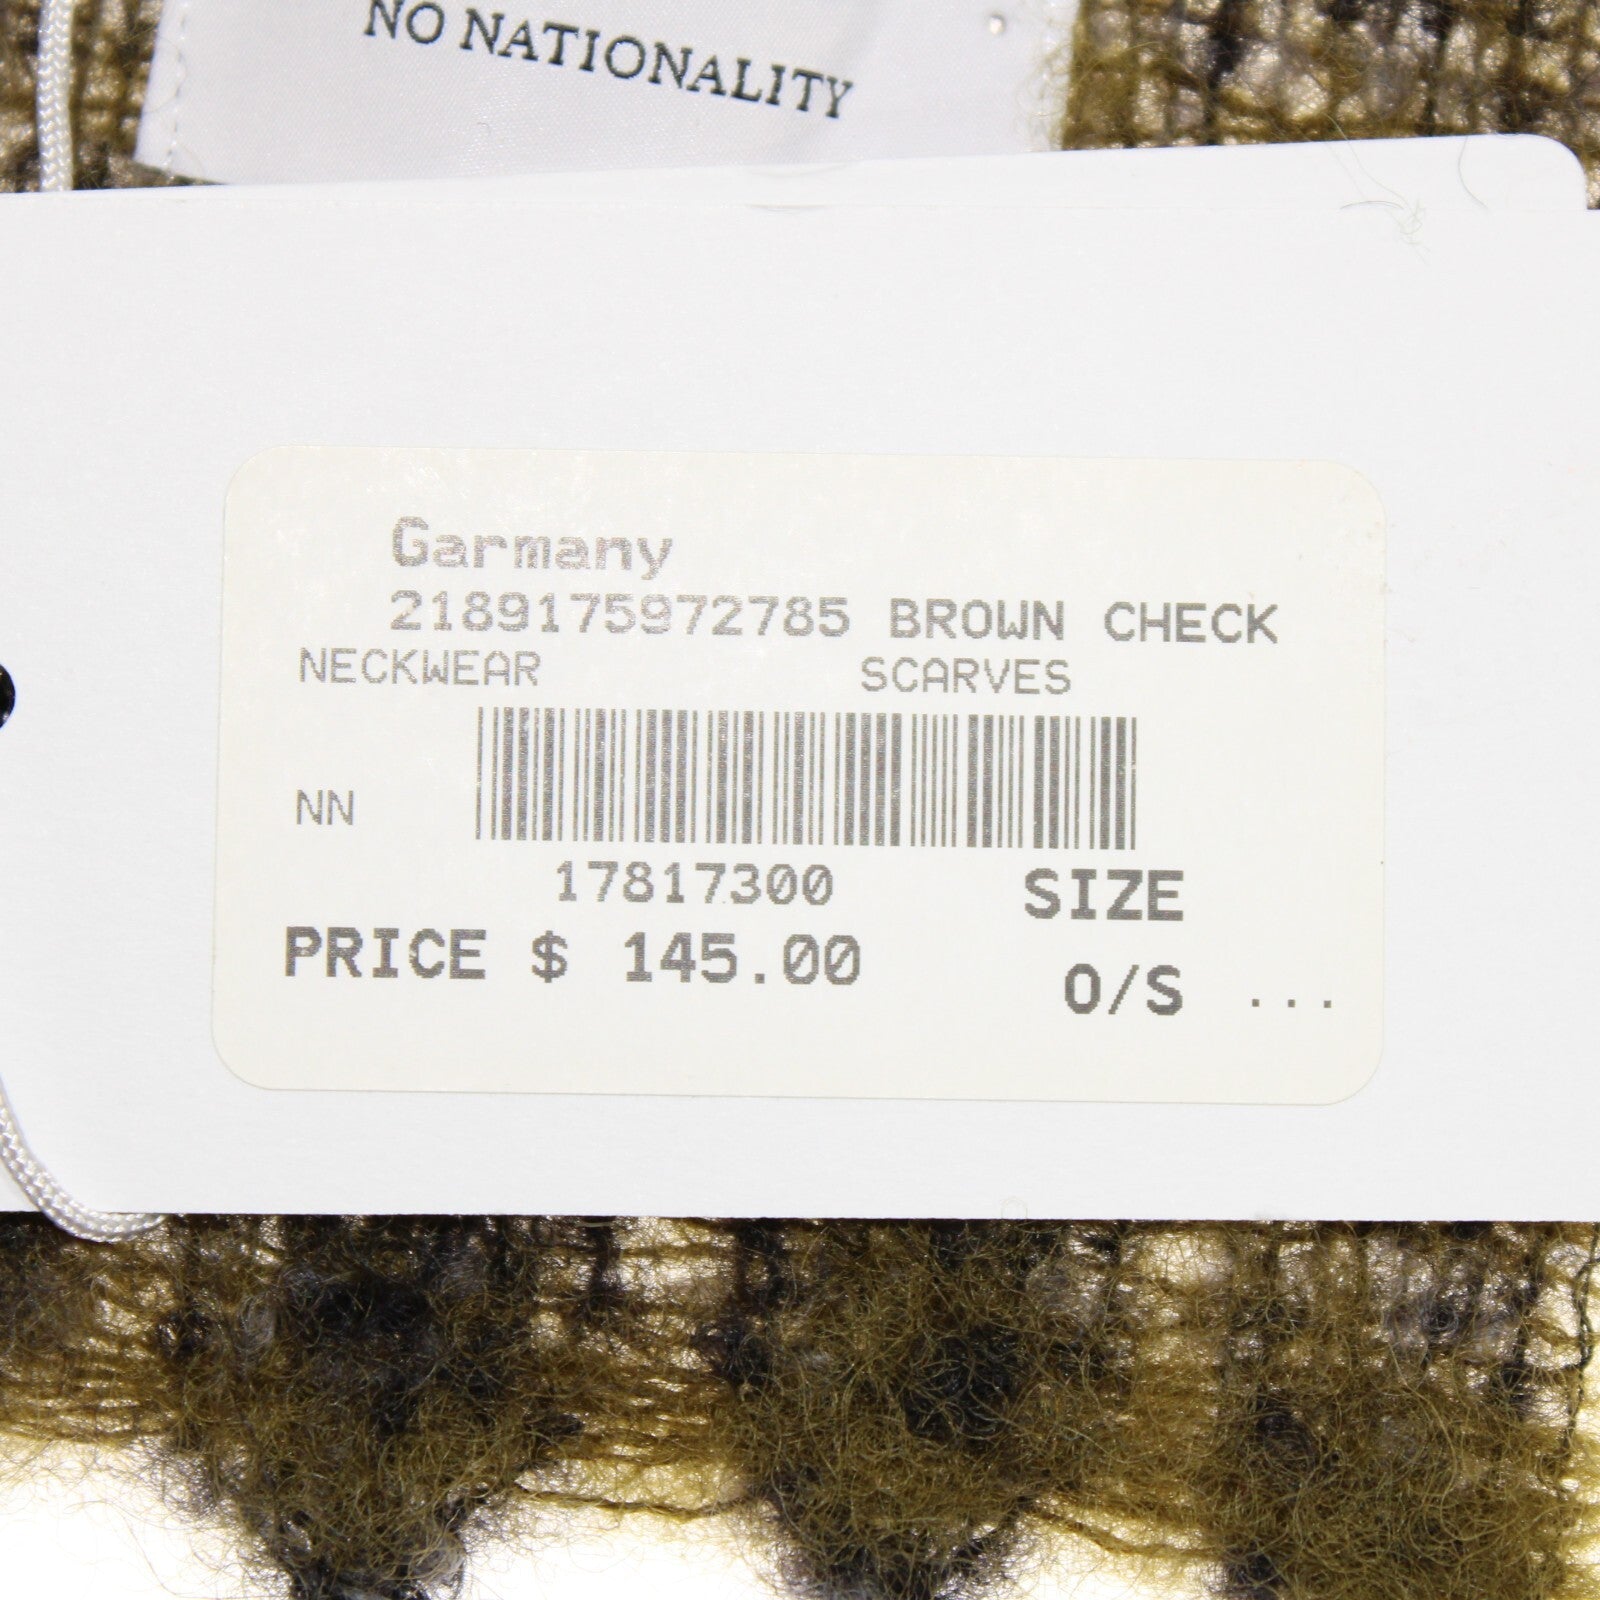 NO NATIONALITY
Garmany
2189175972785 BROWN CHECK
NECKWEAR SCARVES
NN
17817300 SIZE
PRICE $ 145.00
O/S ...